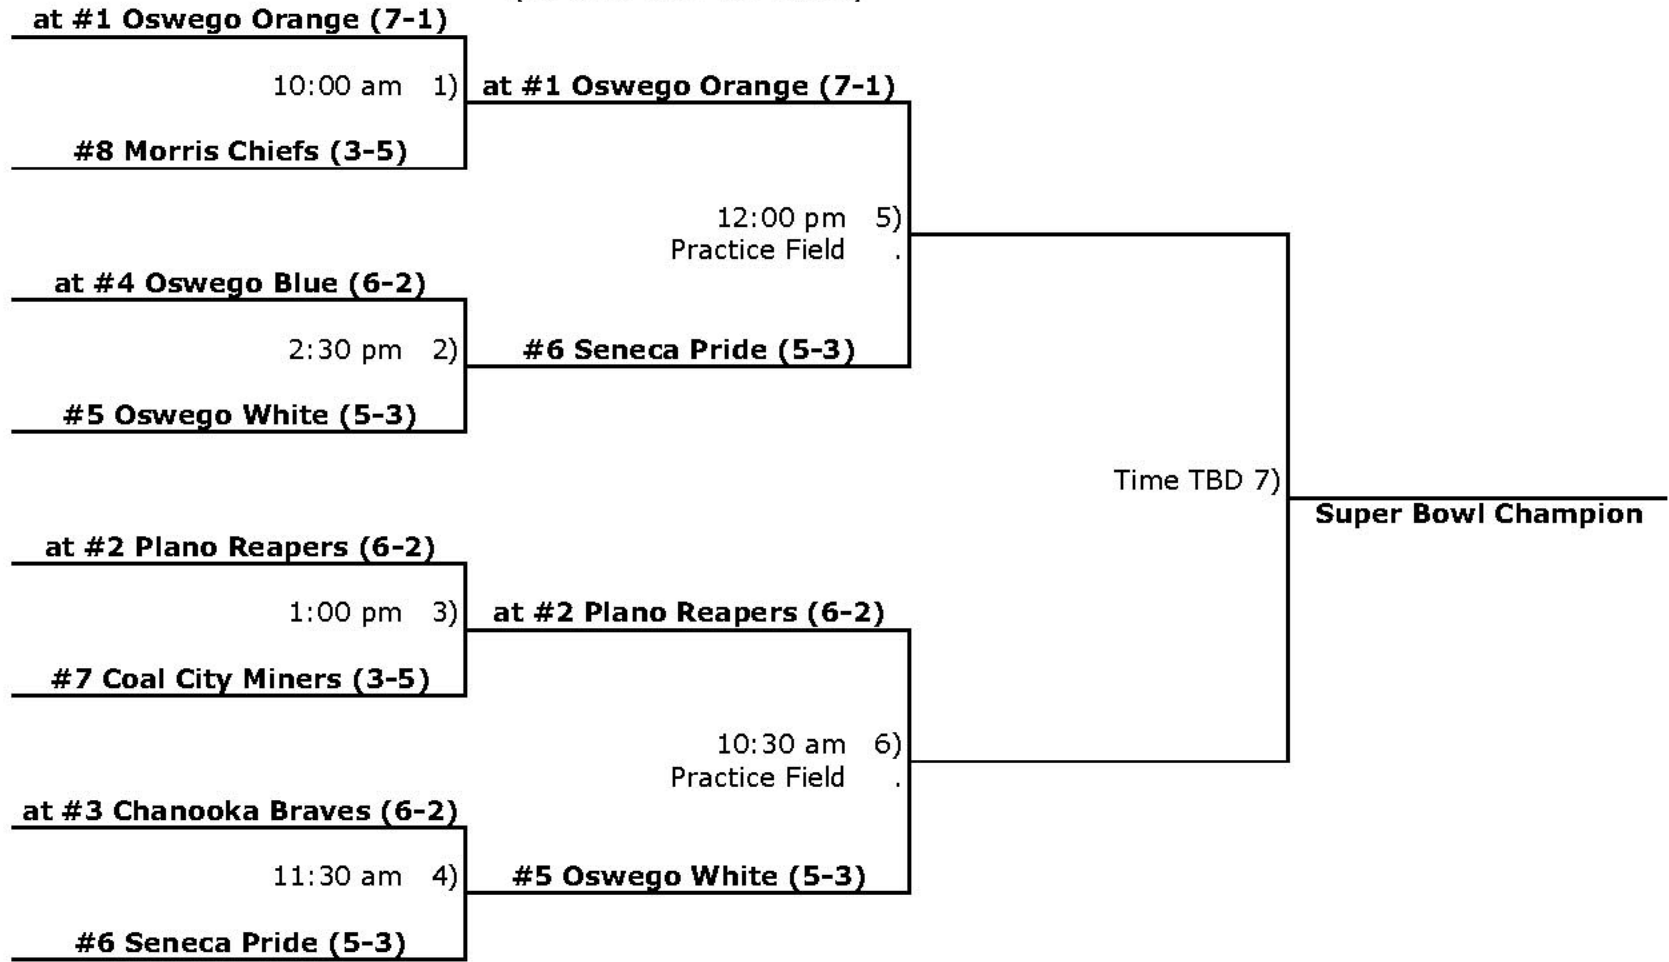 at #1 Oswego Orange (7-1)
10:00 am 1)
#8 Morris Chiefs (3-5)
at #1 Oswego Orange (7-1)
12:00 pm 5)
Practice Field .
at #4 Oswego Blue (6-2)
2:30 pm 2)
#5 Oswego White (5-3)
#6 Seneca Pride (5-3)
Time TBD 7)
Super Bowl Champion
at #2 Plano Reapers (6-2)
1:00 pm 3)
#7 Coal City Miners (3-5)
at #2 Plano Reapers (6-2)
10:30 am 6)
Practice Field .
at #3 Chanooka Braves (6-2)
11:30 am 4)
#6 Seneca Pride (5-3)
#5 Oswego White (5-3)